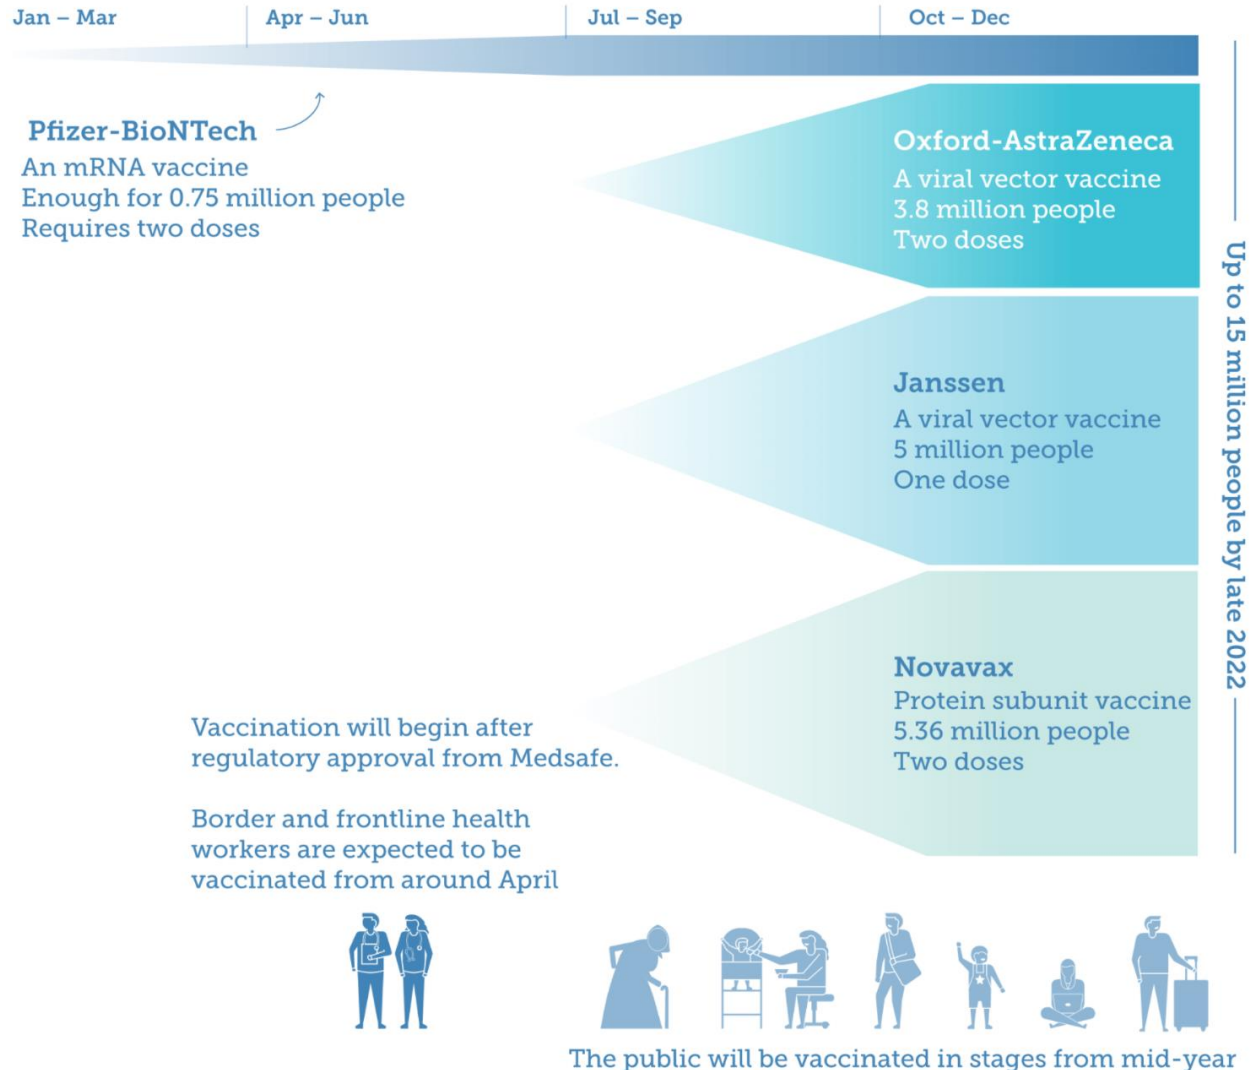 Jan – Mar
Apr – Jun
Jul – Sep
Oct – Dec
Pfizer-BioNTech
An mRNA vaccine
Enough for 0.75 million people
Requires two doses
Oxford-AstraZeneca
A viral vector vaccine
3.8 million people
Two doses
Janssen
A viral vector vaccine
5 million people
One dose
Novavax
Protein subunit vaccine
5.36 million people
Two doses
Up to 15 million people by late 2022
Vaccination will begin after
regulatory approval from Medsafe.
Border and frontline health
workers are expected to be
vaccinated from around April
The public will be vaccinated in stages from mid-year